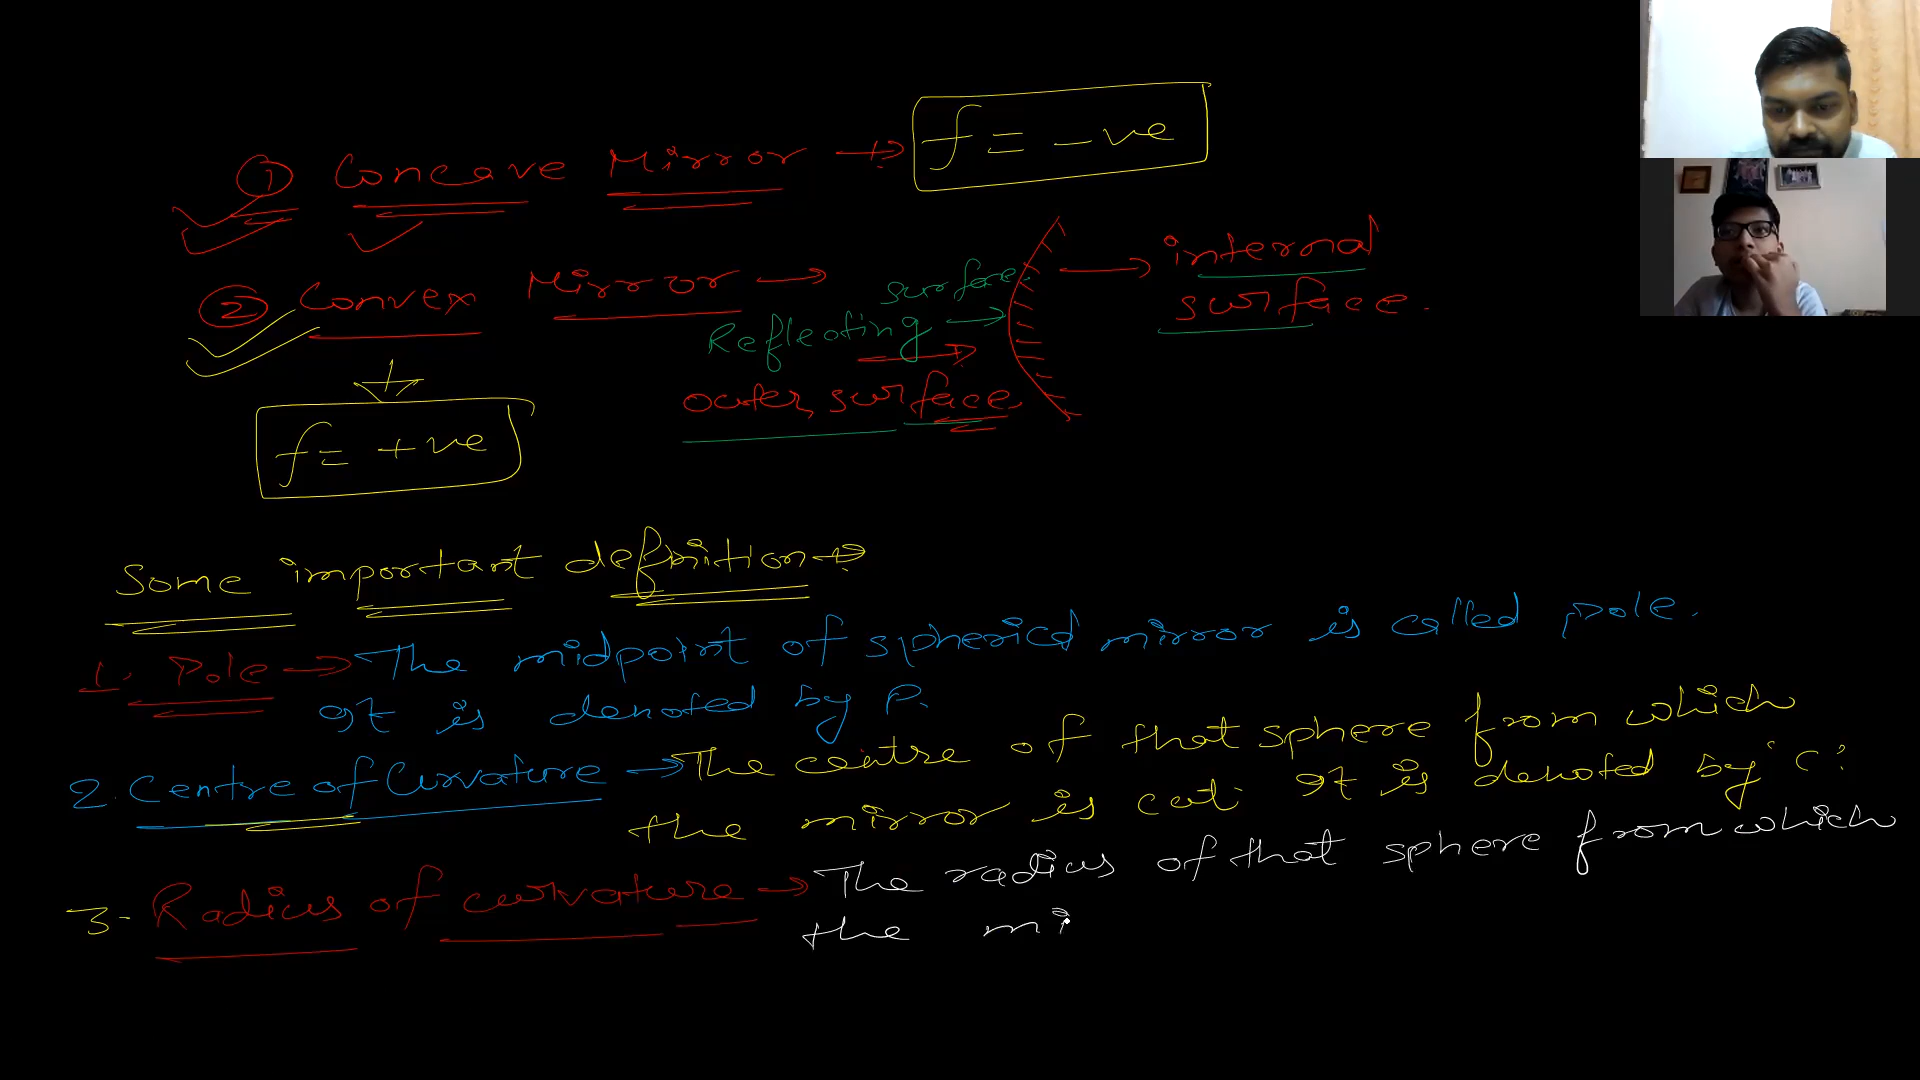 ① Concave Mirror → f = -ve
② Convex Mirror →
surface
Reflecting →
outer surface
→ internal
surface.
f = +ve
Some important definition →
1. Pole → The midpoint of spherical mirror is called pole.
It is denoted by P.
2. Centre of Curvature → The centre of that sphere from which
the mirror is cut. It is denoted by 'C'.
3- Radius of curvature → The radius of that sphere from which
the mi